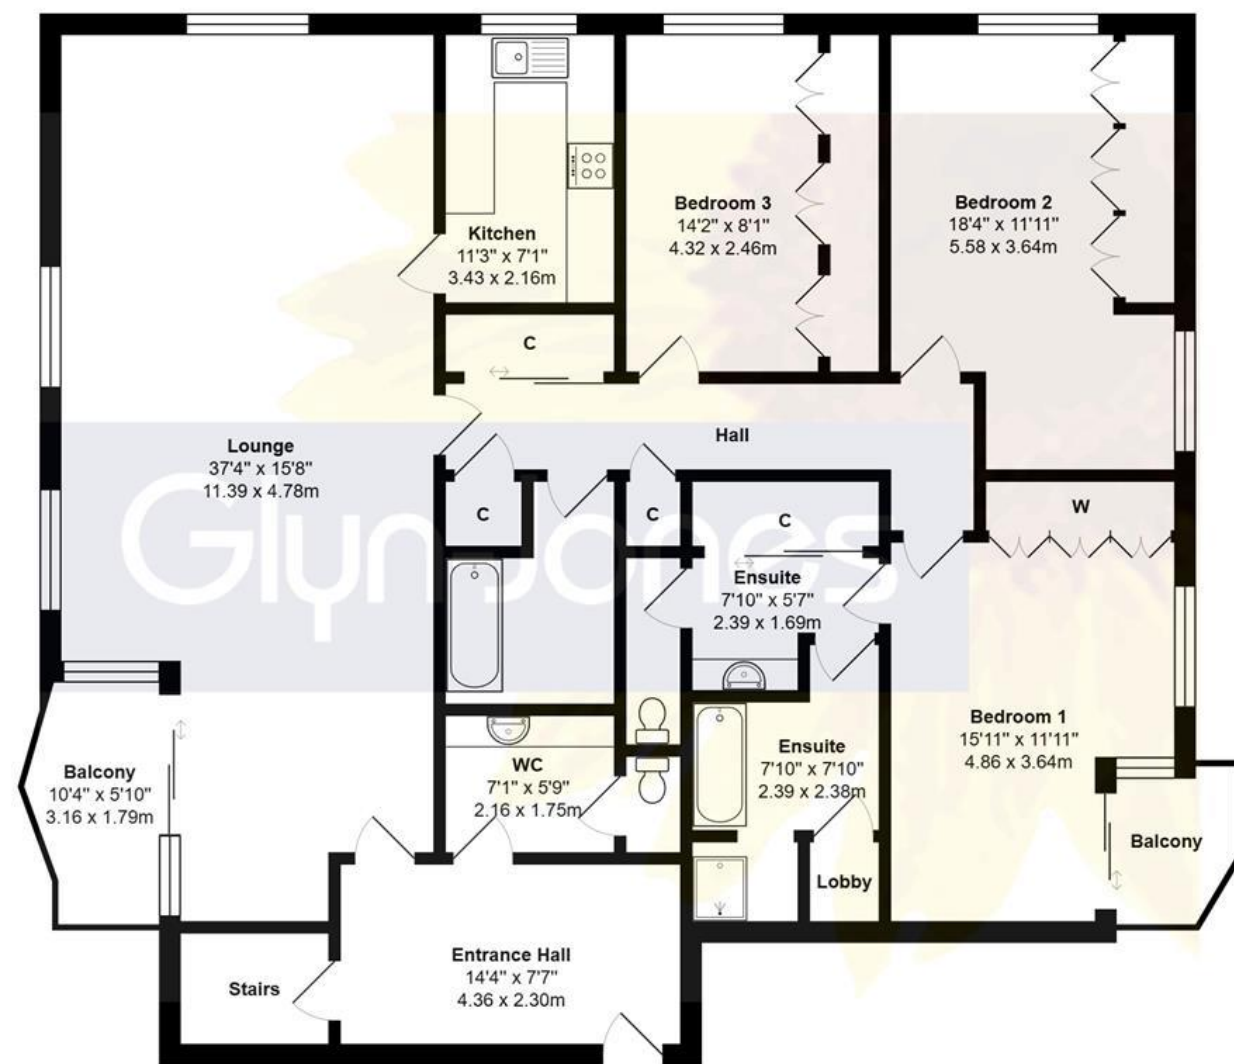 Kitchen
11'3" x 7'1"
3.43 x 2.16m
Bedroom 3
14'2" x 8'1"
4.32 x 2.46m
Bedroom 2
18'4" x 11'11"
5.58 x 3.64m
C
Lounge
37'4" x 15'8"
11.39 x 4.78m
Hall
C
C
C
W
Glyn Jones
Ensuite
7'10" x 5'7"
2.39 x 1.69m
Bedroom 1
15'11" x 11'11"
4.86 x 3.64m
Balcony
10'4" x 5'10"
3.16 x 1.79m
WC
7'1" x 5'9"
2.16 x 1.75m
Ensuite
7'10" x 7'10"
2.39 x 2.38m
Balcony
Lobby
Stairs
Entrance Hall
14'4" x 7'7"
4.36 x 2.30m